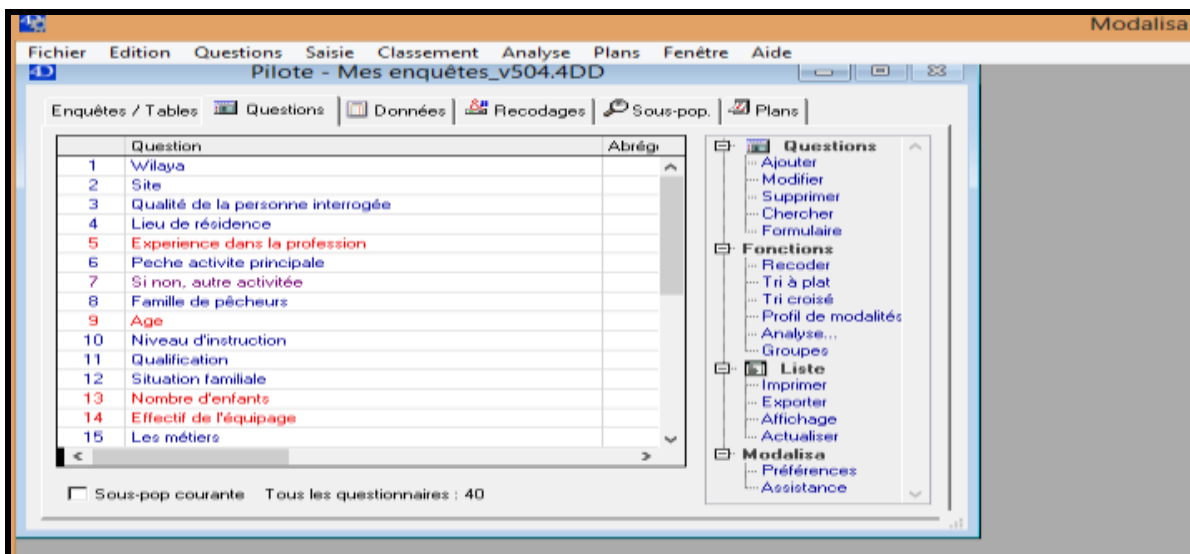 Modalisa
Fichier Edition Questions Saisie Classement Analyse Plans Fenêtre Aide
4D Pilote - Mes enquêtes_v504.4DD
Enquêtes / Tables Questions Données Recodages Sous-pop. Plans
Question Abrég
1 Wilaya
2 Site
3 Qualité de la personne interrogée
4 Lieu de résidence
5 Experience dans la profession
6 Peche activite principale
7 Si non, autre activitée
8 Famille de pêcheurs
9 Age
10 Niveau d'instruction
11 Qualification
12 Situation familiale
13 Nombre d'enfants
14 Effectif de l'équipage
15 Les métiers
Sous-pop courante Tous les questionnaires : 40
Questions
Ajouter
Modifier
Supprimer
Chercher
Formulaire
Fonctions
Recoder
Tri à plat
Tri croisé
Profil de modalités
Analyse...
Groupes
Liste
Imprimer
Exporter
Affichage
Actualiser
Modalisa
Préférences
Assistance